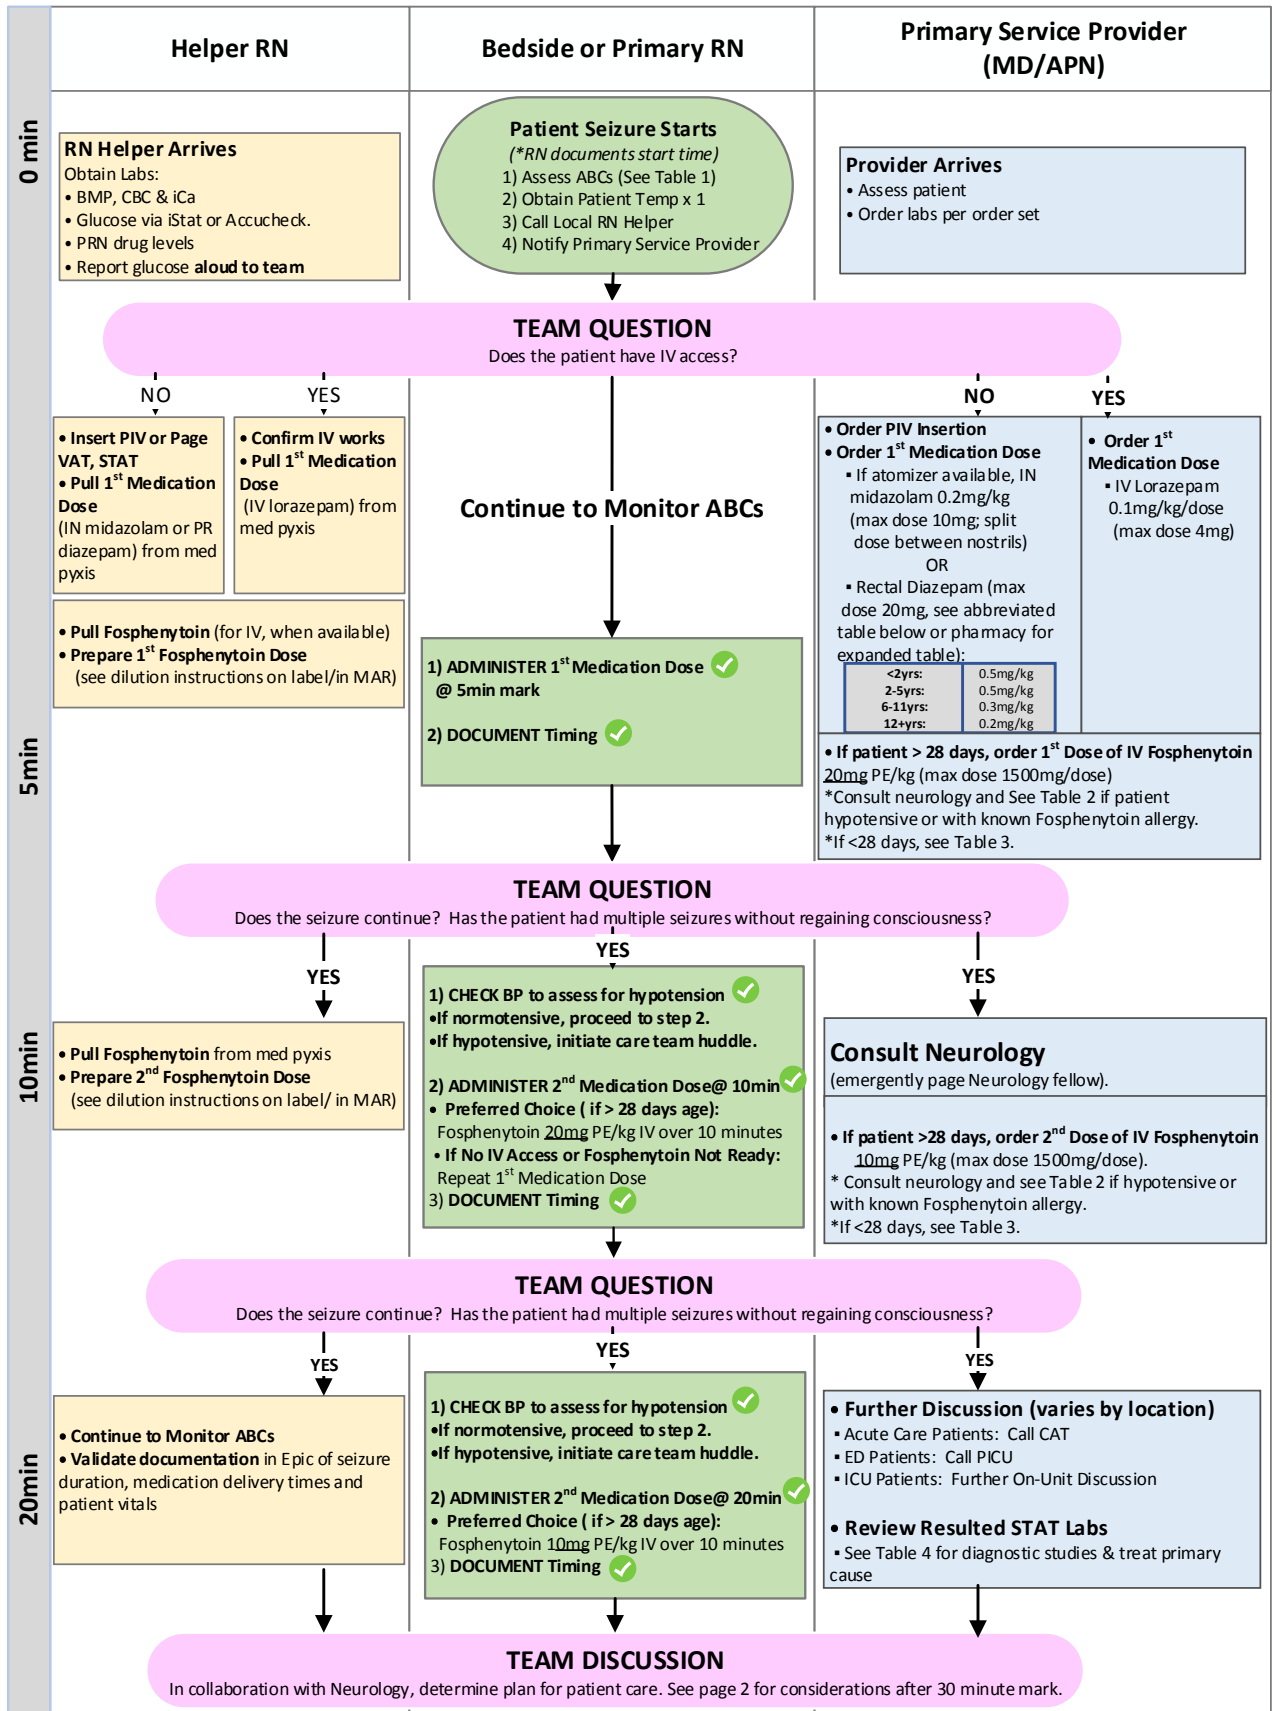 Helper RN
Bedside or Primary RN
Primary Service Provider
(MD/APN)
0 min
RN Helper Arrives
Obtain Labs:
• BMP, CBC & iCa
• Glucose via iStat or Accucheck.
• PRN drug levels
• Report glucose aloud to team
Patient Seizure Starts
(*RN documents start time)
1) Assess ABCs (See Table 1)
2) Obtain Patient Temp x 1
3) Call Local RN Helper
4) Notify Primary Service Provider
Provider Arrives
• Assess patient
• Order labs per order set
TEAM QUESTION
Does the patient have IV access?
NO
YES
NO
YES
• Insert PIV or Page
VAT, STAT
• Pull 1st Medication
Dose
(IN midazolam or PR
diazepam) from med
pyxis
• Confirm IV works
• Pull 1st Medication
Dose
(IV lorazepam) from
med pyxis
• Pull Fosphenytoin (for IV, when available)
• Prepare 1st Fosphenytoin Dose
(see dilution instructions on label/in MAR)
Continue to Monitor ABCs
1) ADMINISTER 1st Medication Dose
@ 5min mark
2) DOCUMENT Timing
• Order PIV Insertion
• Order 1st Medication Dose
▪ If atomizer available, IN
midazolam 0.2mg/kg
(max dose 10mg; split
dose between nostrils)
OR
▪ Rectal Diazepam (max
dose 20mg, see abbreviated
table below or pharmacy for
expanded table):
<2yrs: 0.5mg/kg
2-5yrs: 0.5mg/kg
6-11yrs: 0.3mg/kg
12+yrs: 0.2mg/kg
• Order 1st
Medication Dose
▪ IV Lorazepam
0.1mg/kg/dose
(max dose 4mg)
5min
• If patient > 28 days, order 1st Dose of IV Fosphenytoin
20mg PE/kg (max dose 1500mg/dose)
*Consult neurology and See Table 2 if patient
hypotensive or with known Fosphenytoin allergy.
*If <28 days, see Table 3.
TEAM QUESTION
Does the seizure continue? Has the patient had multiple seizures without regaining consciousness?
YES
YES
YES
10min
• Pull Fosphenytoin from med pyxis
• Prepare 2nd Fosphenytoin Dose
(see dilution instructions on label/ in MAR)
1) CHECK BP to assess for hypotension
•If normotensive, proceed to step 2.
•If hypotensive, initiate care team huddle.
2) ADMINISTER 2nd Medication Dose@ 10min
• Preferred Choice ( if > 28 days age):
Fosphenytoin 20mg PE/kg IV over 10 minutes
• If No IV Access or Fosphenytoin Not Ready:
Repeat 1st Medication Dose
3) DOCUMENT Timing
Consult Neurology
(emergently page Neurology fellow).
• If patient >28 days, order 2nd Dose of IV Fosphenytoin
10mg PE/kg (max dose 1500mg/dose).
* Consult neurology and see Table 2 if hypotensive or
with known Fosphenytoin allergy.
*If <28 days, see Table 3.
TEAM QUESTION
Does the seizure continue? Has the patient had multiple seizures without regaining consciousness?
YES
YES
YES
20min
• Continue to Monitor ABCs
• Validate documentation in Epic of seizure
duration, medication delivery times and
patient vitals
1) CHECK BP to assess for hypotension
•If normotensive, proceed to step 2.
•If hypotensive, initiate care team huddle.
2) ADMINISTER 2nd Medication Dose@ 20min
• Preferred Choice ( if > 28 days age):
Fosphenytoin 10mg PE/kg IV over 10 minutes
3) DOCUMENT Timing
• Further Discussion (varies by location)
▪ Acute Care Patients: Call CAT
▪ ED Patients: Call PICU
▪ ICU Patients: Further On-Unit Discussion
• Review Resulted STAT Labs
▪ See Table 4 for diagnostic studies & treat primary
cause
TEAM DISCUSSION
In collaboration with Neurology, determine plan for patient care. See page 2 for considerations after 30 minute mark.